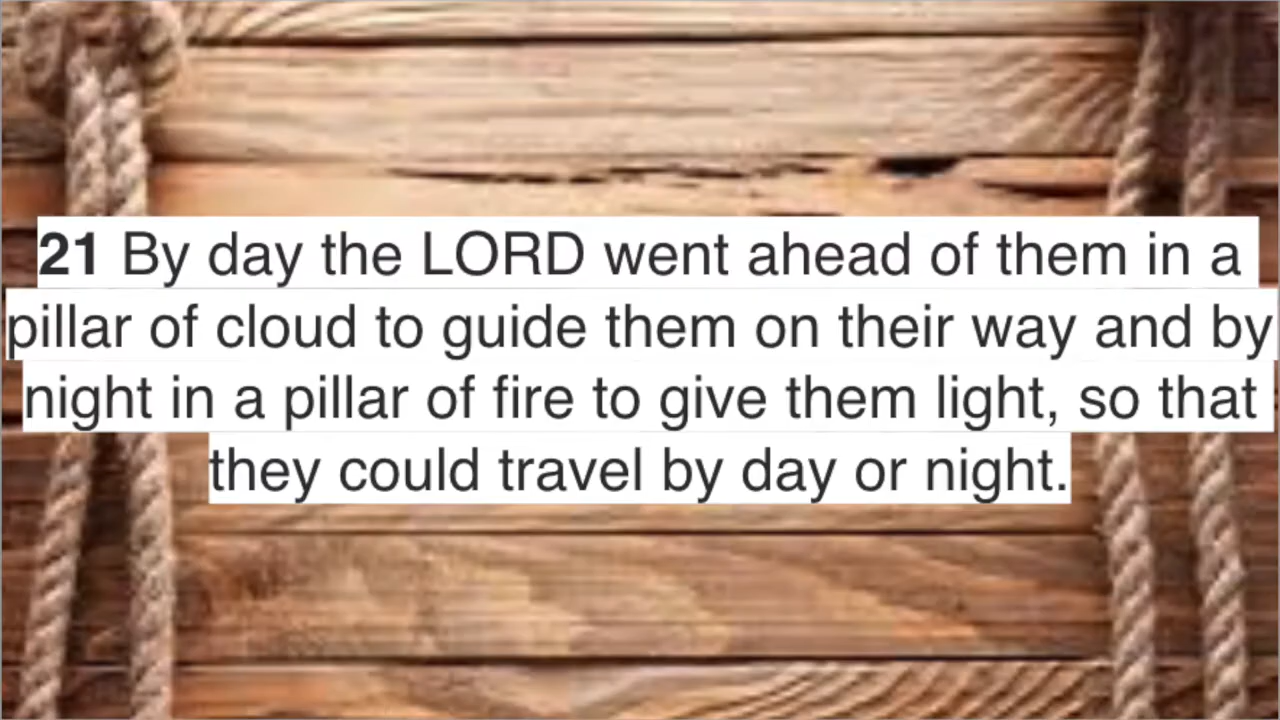 21 By day the LORD went ahead of them in a
pillar of cloud to guide them on their way and by
night in a pillar of fire to give them light, so that
they could travel by day or night.